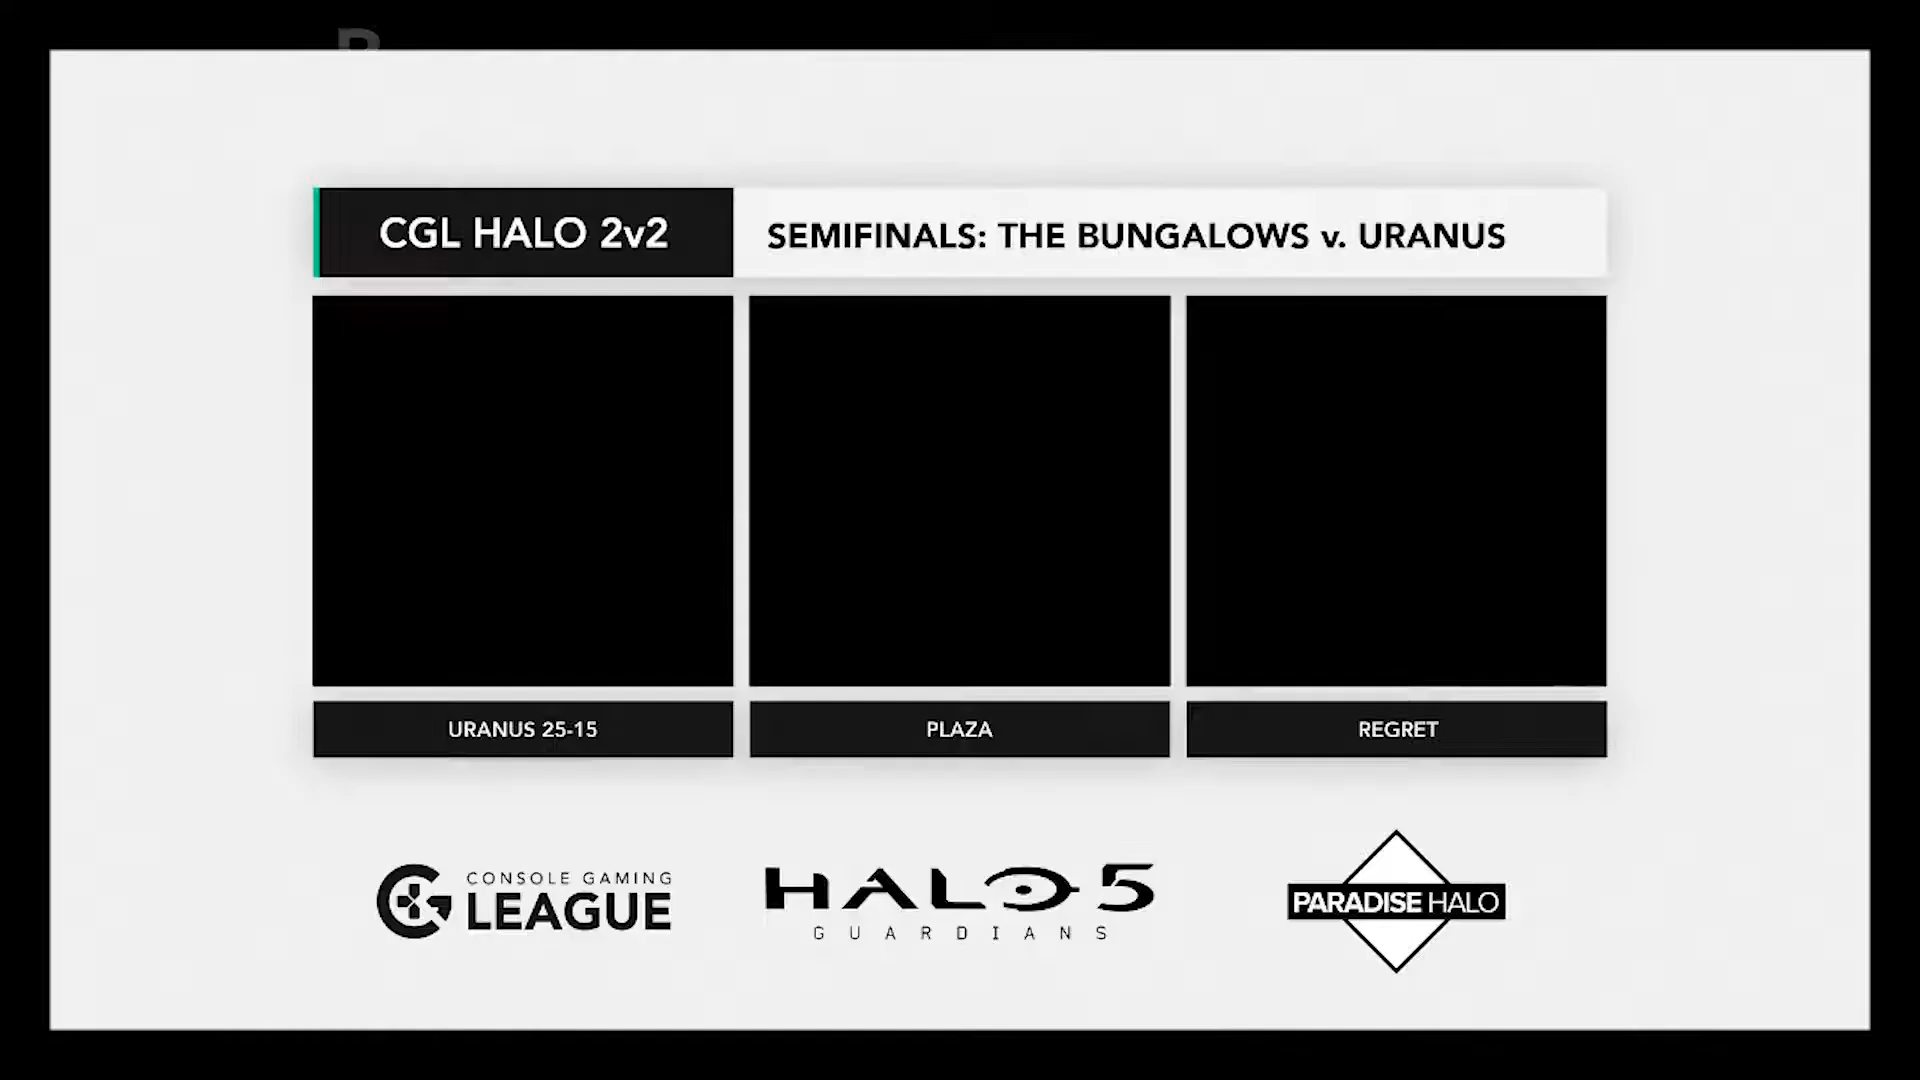 CGL HALO 2v2
SEMIFINALS: THE BUNGALOWS v. URANUS
URANUS 25-15
PLAZA
REGRET
CONSOLE GAMING
LEAGUE
HALO 5
GUARDIANS
PARADISE HALO